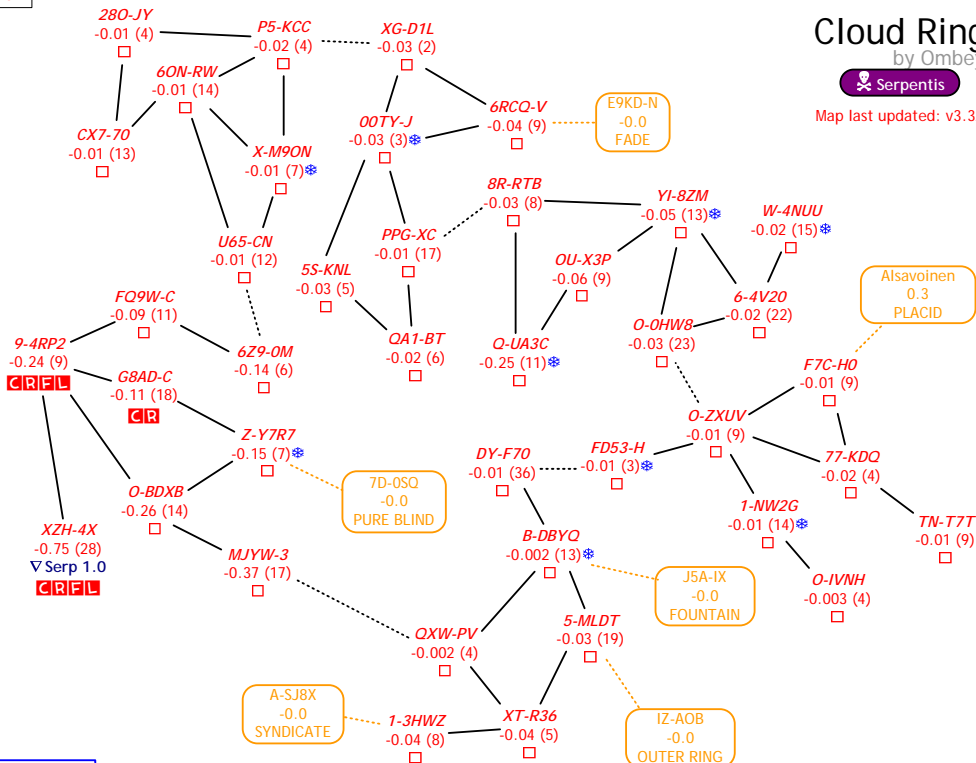 Cloud Ring
by Ombey
Serpentis
Map last updated: v3.3
28O-JY
-0.01 (4)
P5-KCC
-0.02 (4)
XG-D1L
-0.03 (2)
6ON-RW
-0.01 (14)
6RCQ-V
-0.04 (9)
E9KD-N
-0.0
FADE
00TY-J
-0.03 (3)
CX7-70
-0.01 (13)
X-M9ON
-0.01 (7)
8R-RTB
-0.03 (8)
YI-8ZM
-0.05 (13)
W-4NUU
-0.02 (15)
PPG-XC
-0.01 (17)
U65-CN
-0.01 (12)
5S-KNL
-0.03 (5)
OU-X3P
-0.06 (9)
Alsavoinen
0.3
PLACID
FQ9W-C
-0.09 (11)
6-4V20
-0.02 (22)
O-0HW8
-0.03 (23)
9-4RP2
-0.24 (9)
C R F L
6Z9-0M
-0.14 (6)
QA1-BT
-0.02 (6)
Q-UA3C
-0.25 (11)
F7C-H0
-0.01 (9)
G8AD-C
-0.11 (18)
C R
O-ZXUV
-0.01 (9)
Z-Y7R7
-0.15 (7)
DY-F70
-0.01 (36)
FD53-H
-0.01 (3)
77-KDQ
-0.02 (4)
7D-0SQ
-0.0
PURE BLIND
O-BDXB
-0.26 (14)
1-NW2G
-0.01 (14)
TN-T7T
-0.01 (9)
XZH-4X
-0.75 (28)
Serp 1.0
C R F L
B-DBYQ
-0.002 (13)
MJYW-3
-0.37 (17)
J5A-IX
-0.0
FOUNTAIN
O-IVNH
-0.003 (4)
5-MLDT
-0.03 (19)
QXW-PV
-0.002 (4)
A-SJ8X
-0.0
SYNDICATE
1-3HWZ
-0.04 (8)
XT-R36
-0.04 (5)
IZ-AOB
-0.0
OUTER RING